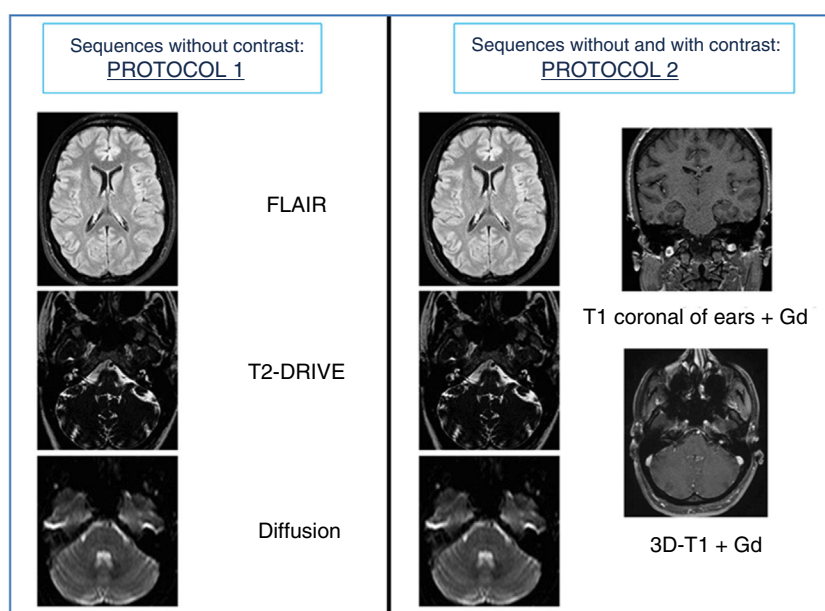 Sequences without contrast:
PROTOCOL 1
FLAIR
T2-DRIVE
Diffusion
Sequences without and with contrast:
PROTOCOL 2
T1 coronal of ears + Gd
3D-T1 + Gd